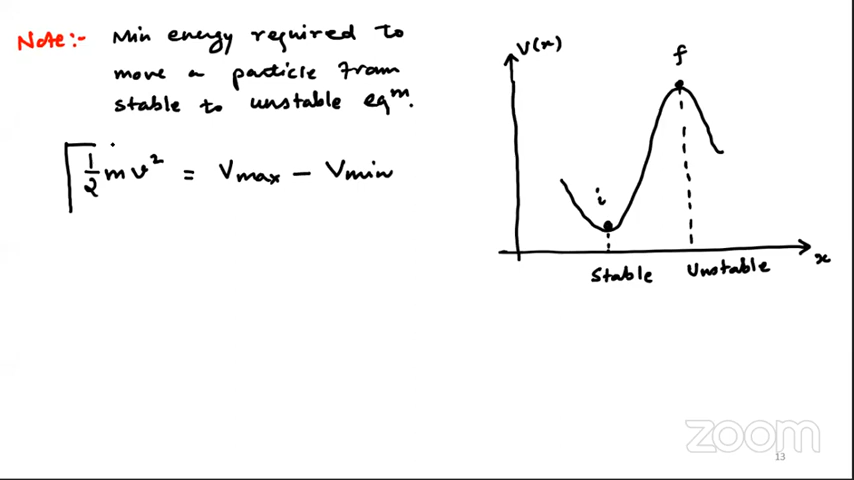 Note:- Min energy required to
move a particle from
stable to unstable eqᵐ.
1/2 mv² = Vmax – Vmin
V(x)
f
i
x
Stable Unstable
zoom
13